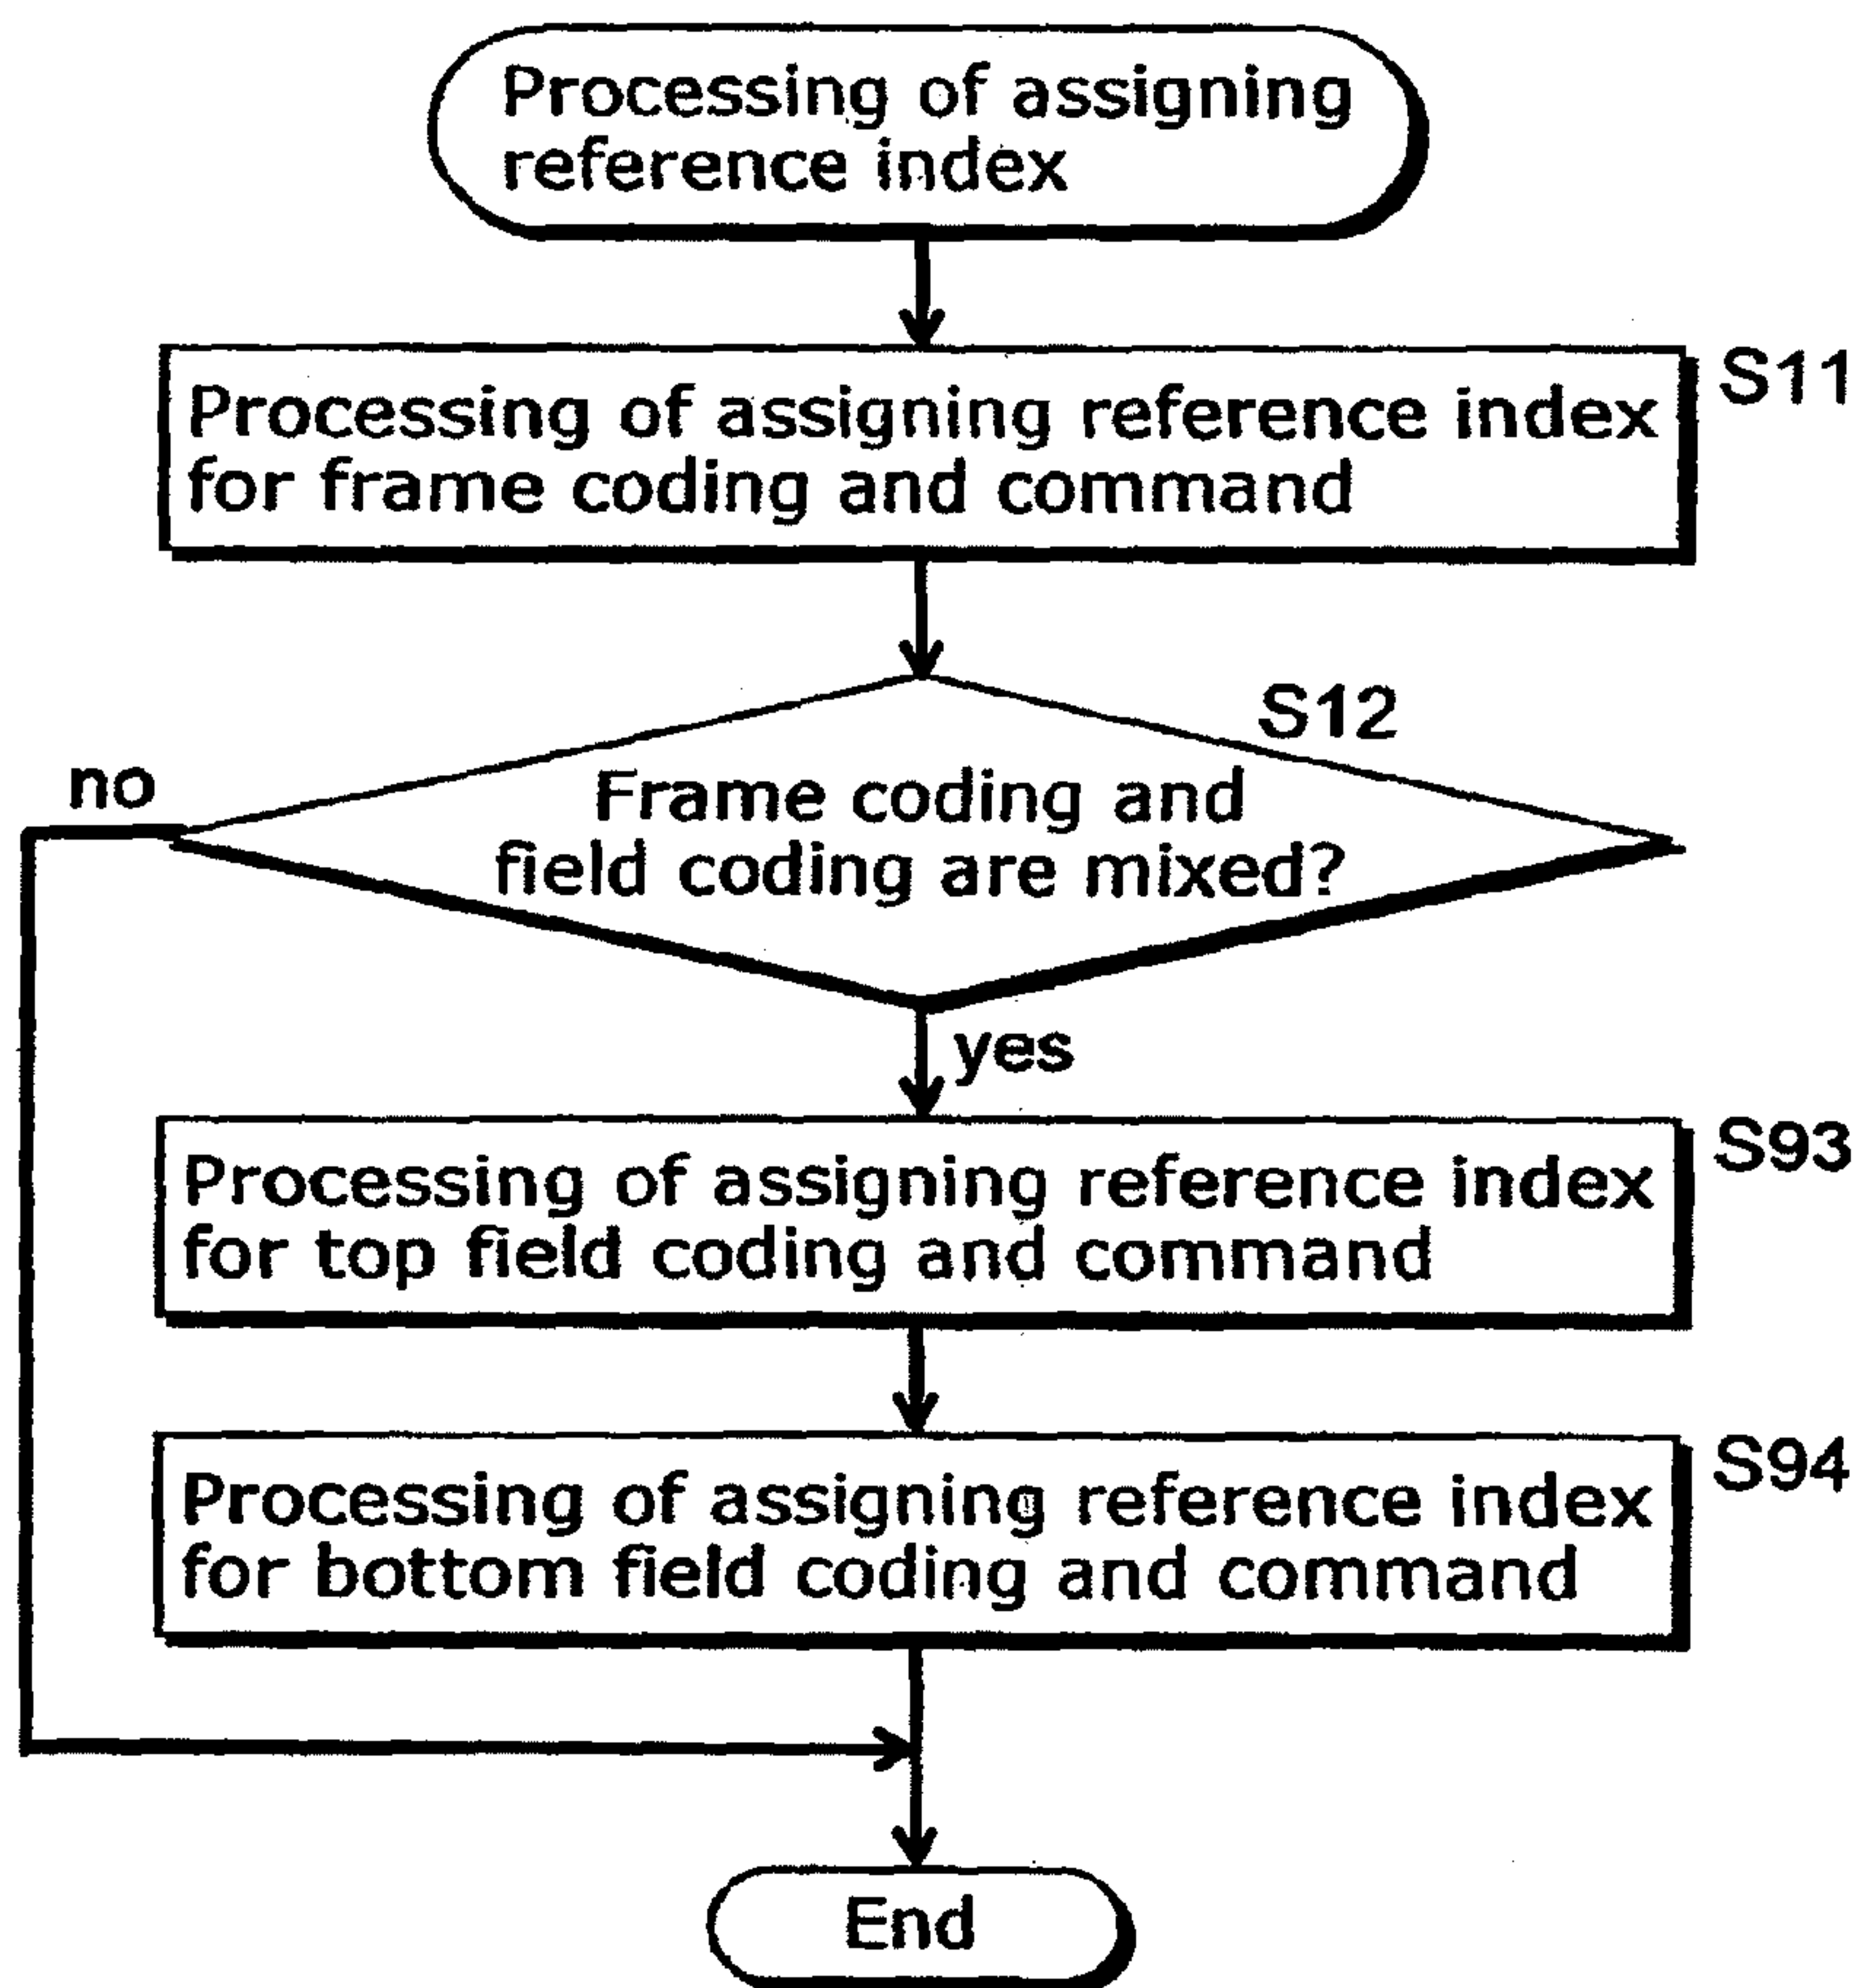 Processing of assigning
reference index
S11
Processing of assigning reference index
for frame coding and command
S12
no
Frame coding and
field coding are mixed?
yes
S93
Processing of assigning reference index
for top field coding and command
S94
Processing of assigning reference index
for bottom field coding and command
End